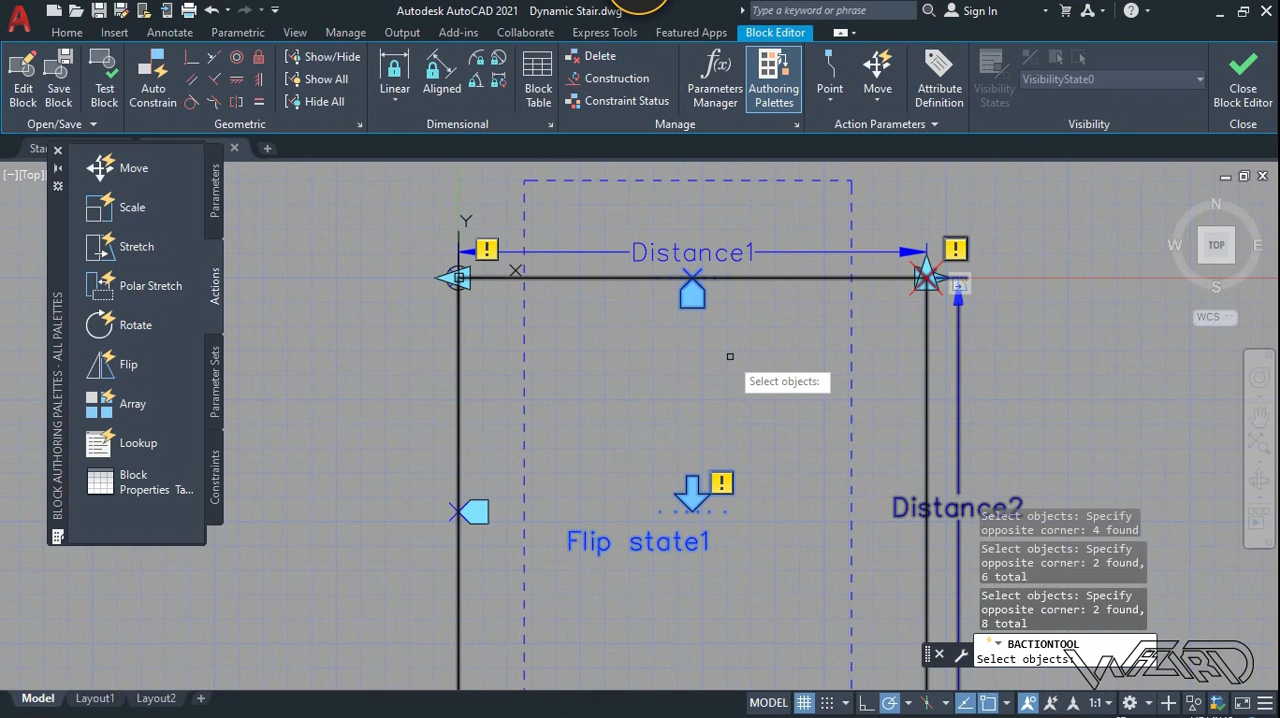 Autodesk AutoCAD 2021 Dynamic Stair.dwg
Type a keyword or phrase
Sign In
Home Insert Annotate Parametric View Manage Output Add-ins Collaborate Express Tools Featured Apps Block Editor
Edit Block
Save Block
Test Block
Open/Save
Auto Constrain
Show/Hide
Show All
Hide All
Geometric
Linear
Aligned
Dimensional
Block Table
Delete
Construction
Constraint Status
Parameters Manager
Authoring Palettes
Manage
Point
Move
Attribute Definition
Action Parameters
Visibility States
VisibilityState0
Visibility
Close Block Editor
Close
Star
[−][Top]
BLOCK AUTHORING PALETTES - ALL PALETTES
Move
Scale
Stretch
Polar Stretch
Rotate
Flip
Array
Lookup
Block
Properties Ta...
Parameters
Actions
Parameter Sets
Constraints
Y
X
Distance1
!
!
Select objects:
!
Flip state1
Distance2
N
W TOP E
S
WCS
Select objects: Specify
opposite corner: 4 found
Select objects: Specify
opposite corner: 2 found,
6 total
Select objects: Specify
opposite corner: 2 found,
8 total
BACTIONTOOL
Select objects:
WIZARD
Model Layout1 Layout2 +
MODEL
1:1